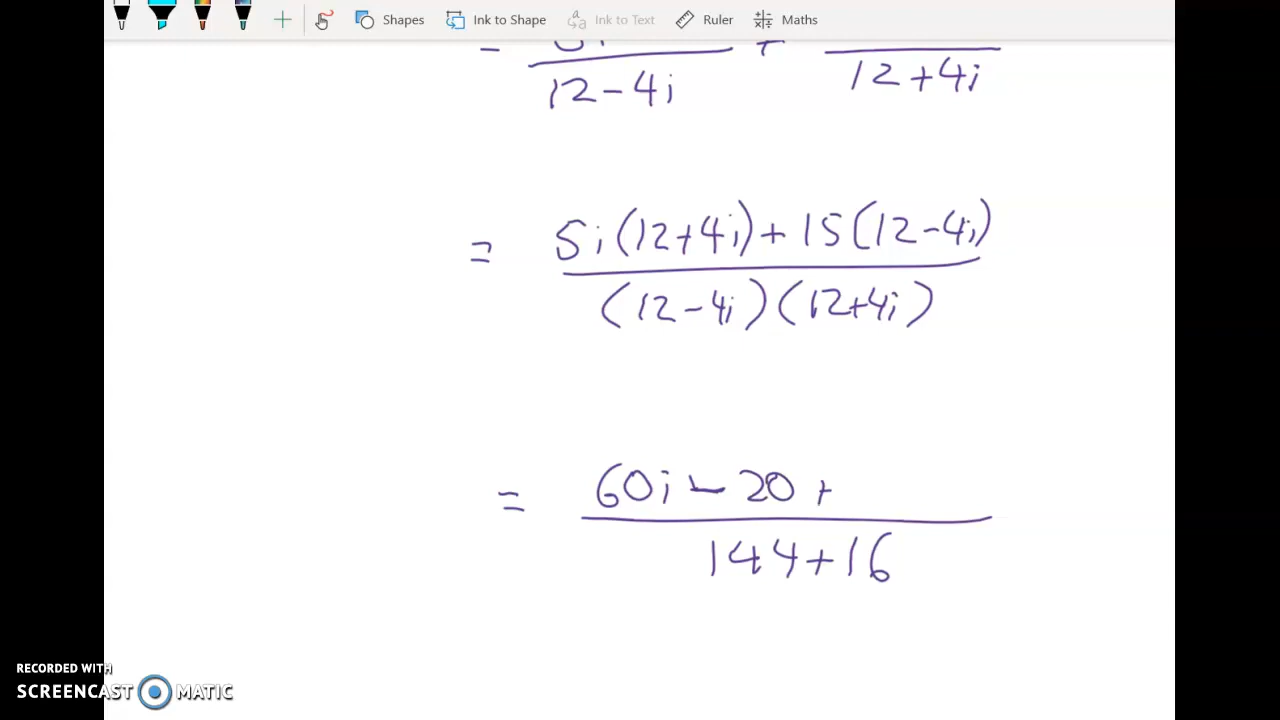 Shapes Ink to Shape Ink to Text Ruler Maths
= 5i +
12-4i 12+4i
= 5i(12+4i)+15(12-4i)
(12-4i)(12+4i)
= 60i - 20 +
144+16
RECORDED WITH
SCREENCAST MATIC